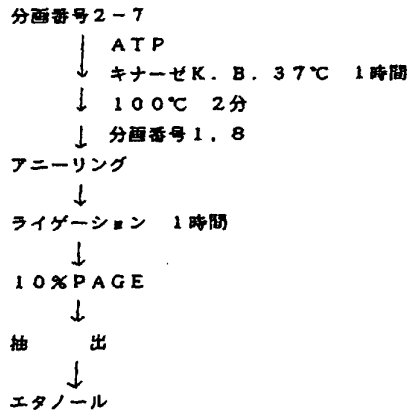 分画番号2-7
↓ ATP
↓ キナーゼK.B.37℃ 1時間
↓ 100℃ 2分
↓ 分画番号1.8
アニーリング
↓
ライゲーション 1時間
↓
10%PAGE
↓
抽 出
↓
エタノール